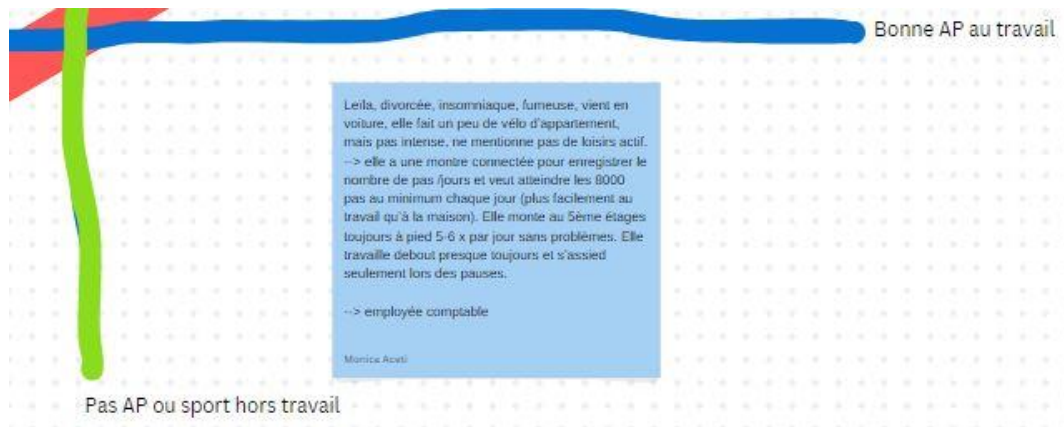 Bonne AP au travail
Leïla, divorcée, insomniaque, fumeuse, vient en
voiture, elle fait un peu de vélo d'appartement,
mais pas intense, ne mentionne pas de loisirs actif.
--> elle a une montre connectée pour enregistrer le
nombre de pas /jours et veut atteindre les 8000
pas au minimum chaque jour (plus facilement au
travail qu'à la maison). Elle monte au 5ème étages
toujours à pied 5-6 x par jour sans problèmes. Elle
travaille debout presque toujours et s'assied
seulement lors des pauses.
--> employée comptable
Monica Aceti
Pas AP ou sport hors travail